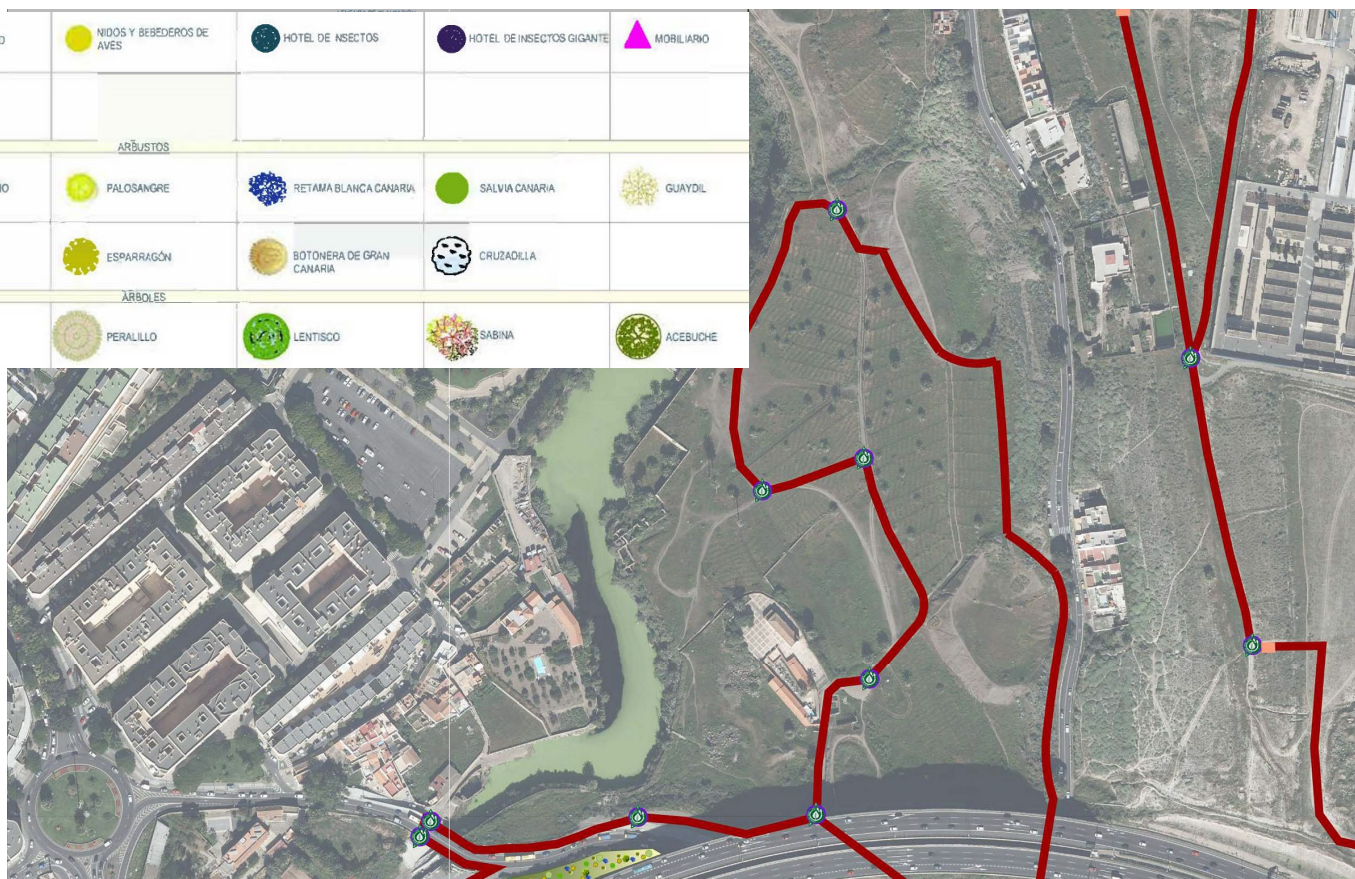 NIDOS Y BEBEDEROS DE
AVES
HOTEL DE INSECTOS
HOTEL DE INSECTOS GIGANTE
MOBILIARIO
ARBUSTOS
PALOSANGRE
RETAMA BLANCA CANARIA
SALVIA CANARIA
GUAYDIL
ESPARRAGÓN
BOTONERA DE GRAN
CANARIA
CRUZADILLA
ÁRBOLES
PERALILLO
LENTISCO
SABINA
ACEBUCHE